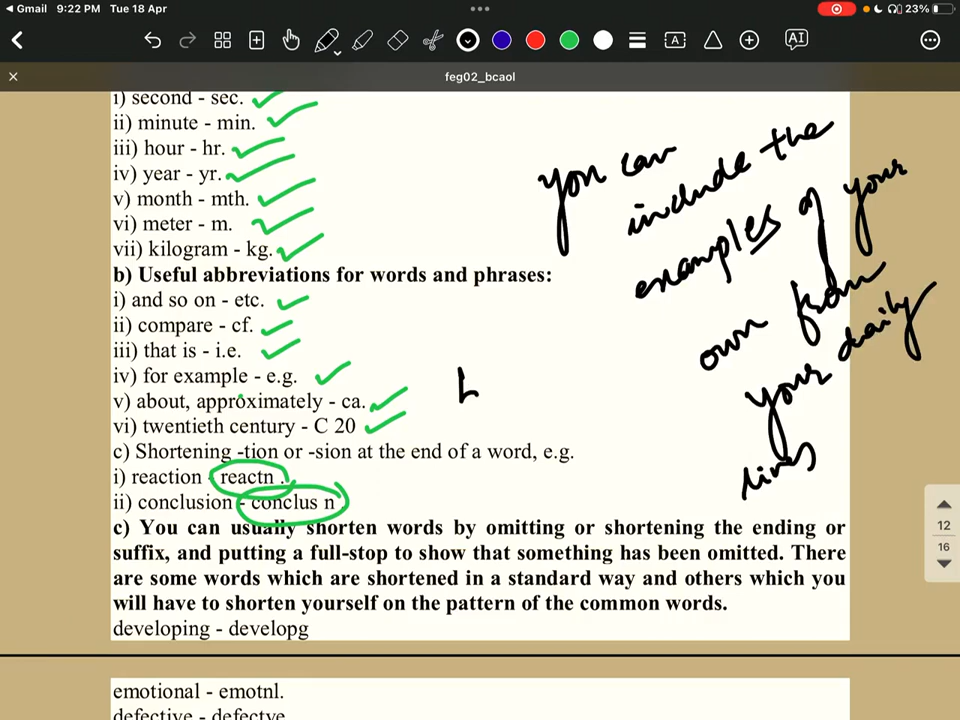 Gmail 9:22 PM Tue 18 Apr 23%
A AI
feg02_bcaol
i) second - sec.
ii) minute - min.
iii) hour - hr.
iv) year - yr.
v) month - mth.
vi) meter - m.
vii) kilogram - kg.
b) Useful abbreviations for words and phrases:
i) and so on - etc.
ii) compare - cf.
iii) that is - i.e.
iv) for example - e.g.
v) about, approximately - ca.
vi) twentieth century - C 20
c) Shortening -tion or -sion at the end of a word, e.g.
i) reaction - reactn .
ii) conclusion - conclus n
c) You can usually shorten words by omitting or shortening the ending or
suffix, and putting a full-stop to show that something has been omitted. There
are some words which are shortened in a standard way and others which you
will have to shorten yourself on the pattern of the common words.
developing - developg
emotional - emotnl.
defective - defectve
you can
include the
examples of your
own from
your daily
lives
12
16